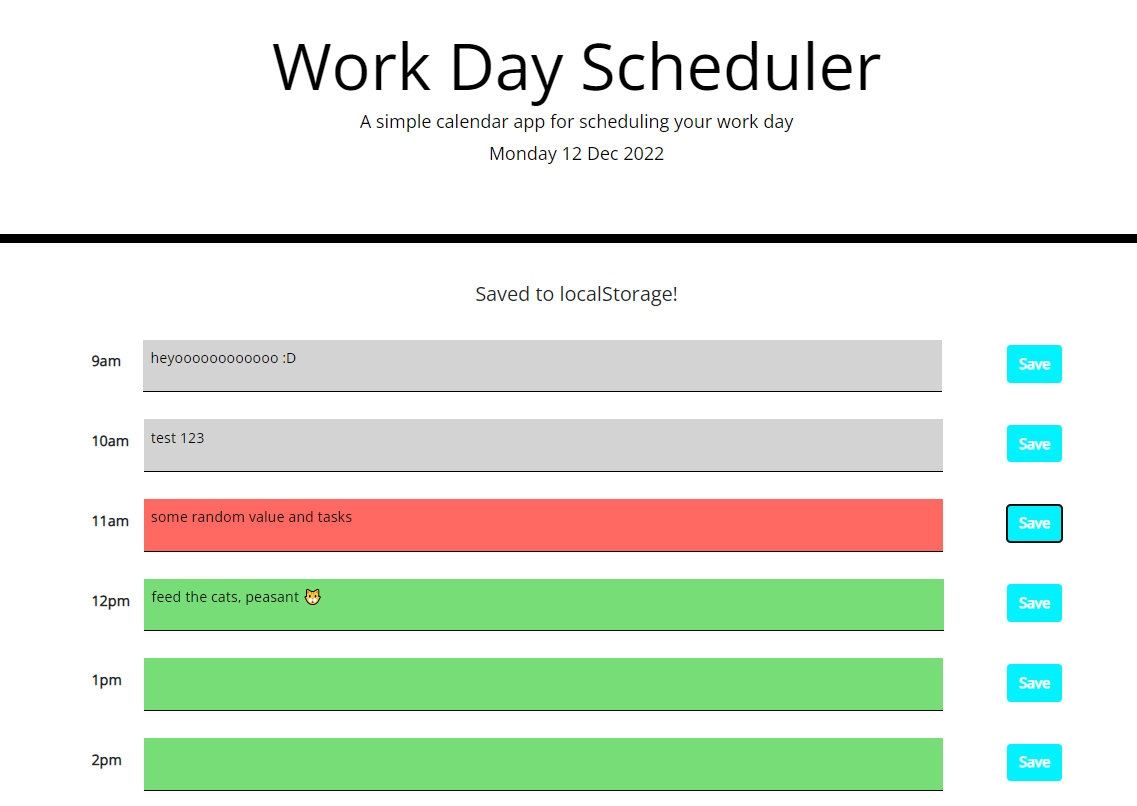 Work Day Scheduler
A simple calendar app for scheduling your work day
Monday 12 Dec 2022
Saved to localStorage!
9am heyoooooooooooo :D Save
10am test 123 Save
11am some random value and tasks Save
12pm feed the cats, peasant 🐱 Save
1pm Save
2pm Save